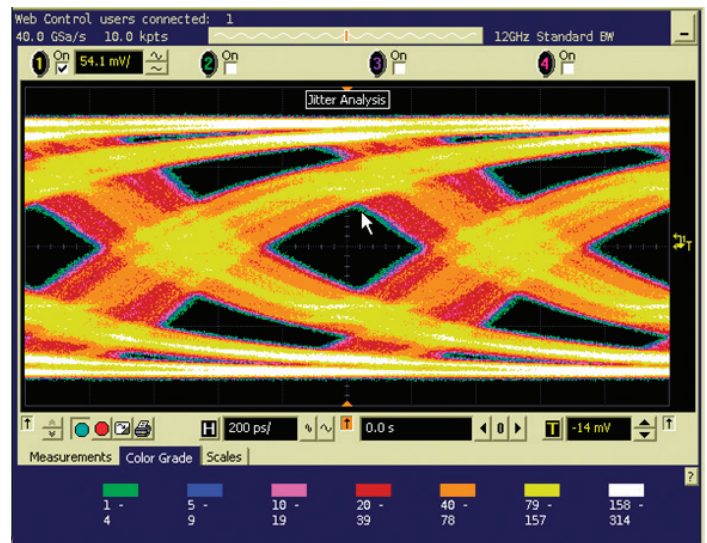 Web Control users connected: 1
40.0 GSa/s 10.0 kpts 12GHz Standard BW
1 On 54.1 mV/ 2 On 3 On 4 On
Jitter Analysis
T
H 200 ps/ 0.0 s 0 T -14 mV
Measurements Color Grade Scales
?
1 - 5 - 10 - 20 - 40 - 79 - 158 -
4 9 19 39 78 157 314